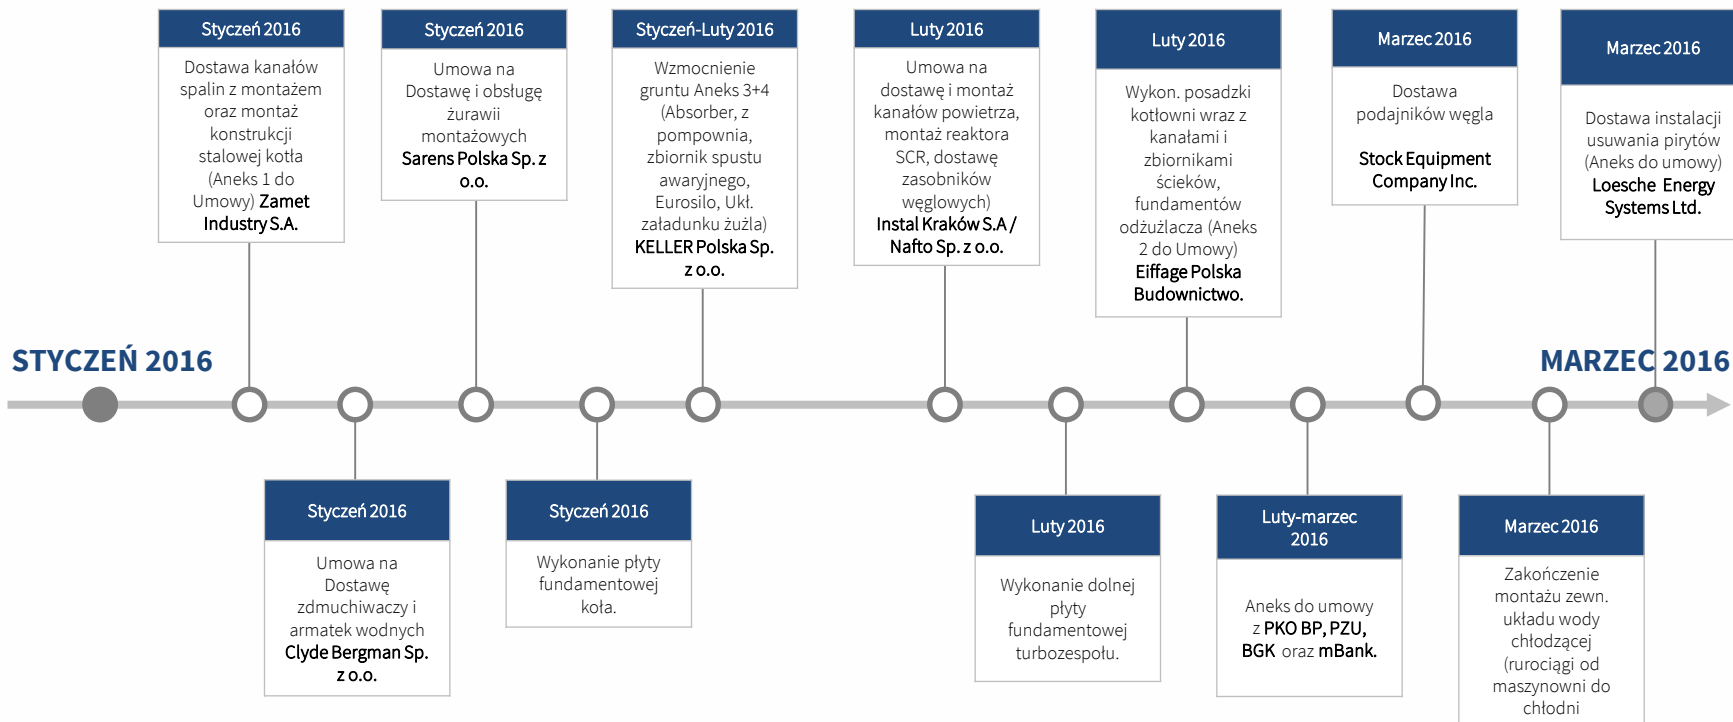 Styczeń 2016
Dostawa kanałów
spalin z montażem
oraz montaż
konstrukcji
stalowej kotła
(Aneks 1 do
Umowy) Zamet
Industry S.A.
Styczeń 2016
Umowa na
Dostawę i obsługę
żurawii
montażowych
Sarens Polska Sp. z
o.o.
Styczeń-Luty 2016
Wzmocnienie
gruntu Aneks 3+4
(Absorber, z
pompownia,
zbiornik spustu
awaryjnego,
Eurosilo, Ukł.
załadunku żużla)
KELLER Polska Sp.
z o.o.
Luty 2016
Umowa na
dostawę i montaż
kanałów powietrza,
montaż reaktora
SCR, dostawę
zasobników
węglowych)
Instal Kraków S.A /
Nafto Sp. z o.o.
Luty 2016
Wykon. posadzki
kotłowni wraz z
kanałami i
zbiornikami
ścieków,
fundamentów
odżużlacza (Aneks
2 do Umowy)
Eiffage Polska
Budownictwo.
Marzec 2016
Dostawa
podajników węgla
Stock Equipment
Company Inc.
Marzec 2016
Dostawa instalacji
usuwania pirytów
(Aneks do umowy)
Loesche Energy
Systems Ltd.
STYCZEŃ 2016
MARZEC 2016
Styczeń 2016
Umowa na
Dostawę
zdmuchiwaczy i
armatek wodnych
Clyde Bergman Sp.
z o.o.
Styczeń 2016
Wykonanie płyty
fundamentowej
koła.
Luty 2016
Wykonanie dolnej
płyty
fundamentowej
turbozespołu.
Luty-marzec
2016
Aneks do umowy
z PKO BP, PZU,
BGK oraz mBank.
Marzec 2016
Zakończenie
montażu zewn.
układu wody
chłodzącej
(rurociągi od
maszynowni do
chłodni